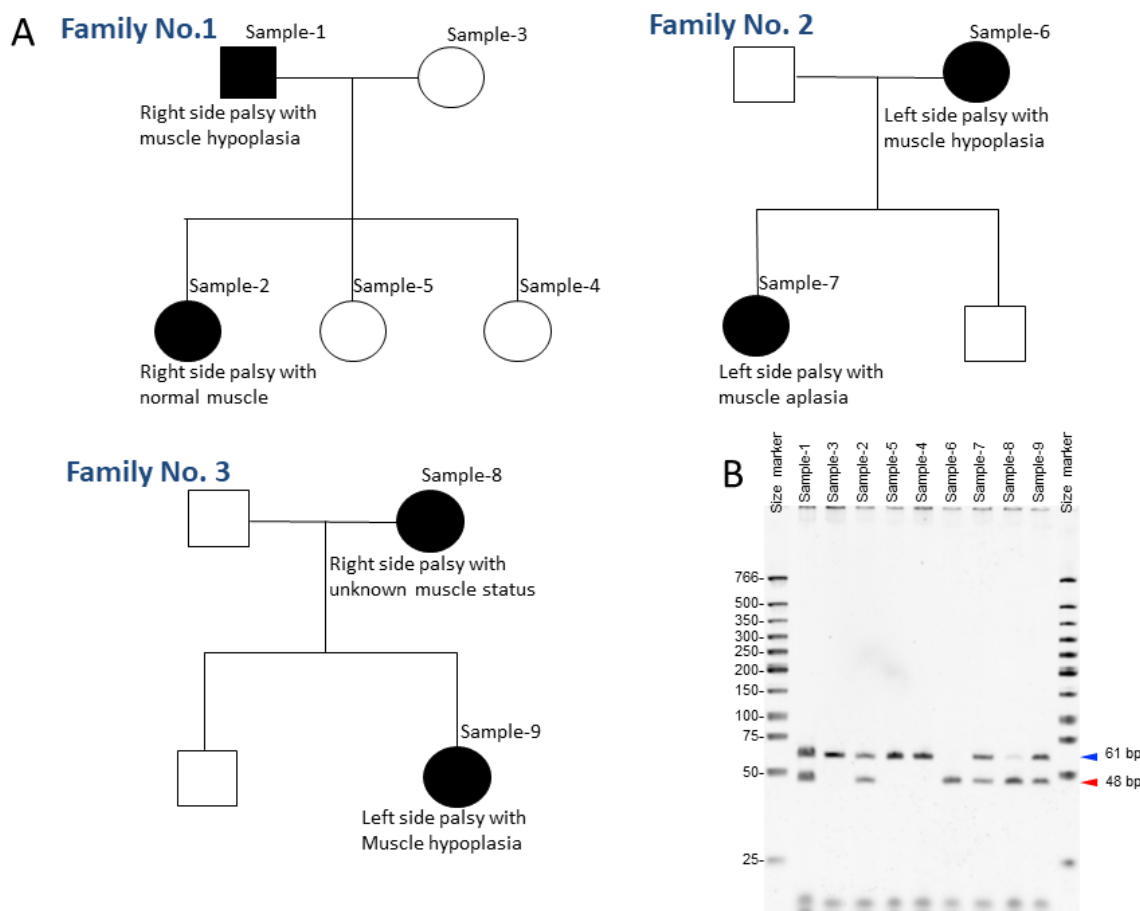 A
Family No.1
Sample-1
Sample-3
Right side palsy with
muscle hypoplasia
Sample-2
Sample-5
Sample-4
Right side palsy with
normal muscle
Family No. 2
Sample-6
Left side palsy with
muscle hypoplasia
Sample-7
Left side palsy with
muscle aplasia
Family No. 3
Sample-8
Right side palsy with
unknown muscle status
Sample-9
Left side palsy with
Muscle hypoplasia
B
Size marker
Sample-1
Sample-3
Sample-2
Sample-5
Sample-4
Sample-6
Sample-7
Sample-8
Sample-9
Size marker
766-
500-
350-
300-
250-
200-
150-
100-
75-
50-
25-
61 bp
48 bp